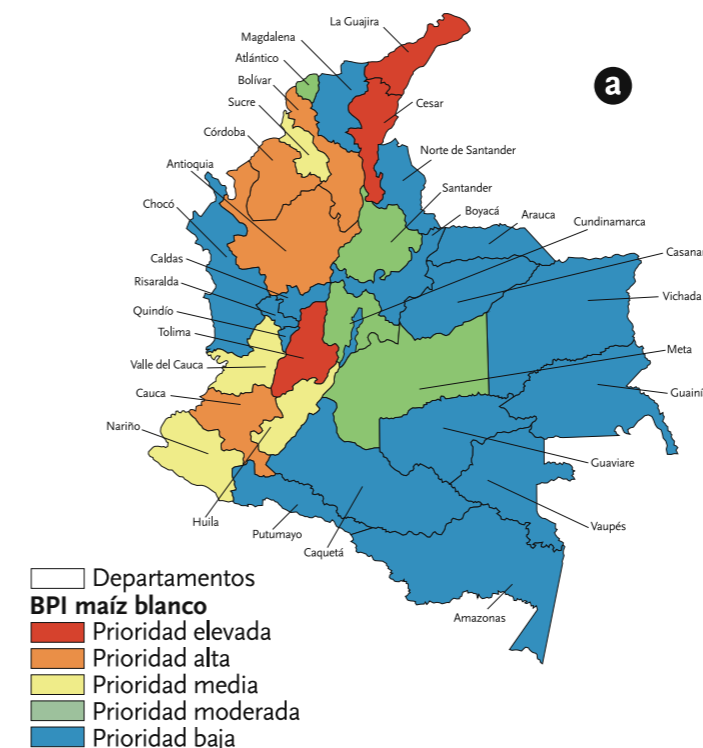 La Guajira
Magdalena
Atlántico
Bolívar
Sucre
Córdoba
Antioquia
Chocó
Caldas
Risaralda
Quindío
Tolima
Valle del Cauca
Cauca
Nariño
Huila
Putumayo
Caquetá
Amazonas
Vaupés
Guaviare
Guainí
Meta
Vichada
Casanar
Cundinamarca
Arauca
Boyacá
Santander
Norte de Santander
Cesar
a
Departamentos
BPI maíz blanco
Prioridad elevada
Prioridad alta
Prioridad media
Prioridad moderada
Prioridad baja